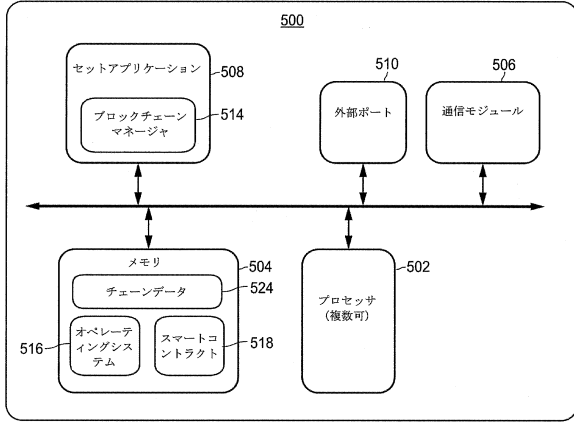 500
セットアプリケーション
508
ブロックチェーン
マネージャ
514
510
外部ポート
506
通信モジュール
メモリ
504
チェーンデータ
524
516
オペレーテ
ィングシス
テム
スマートコ
ントラクト
518
502
プロセッサ
(複数可)